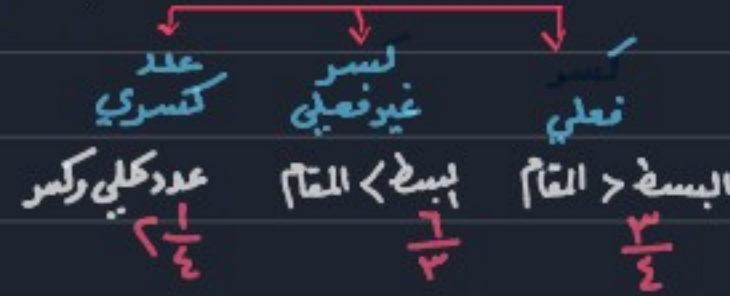 كسر كسر عدد
فعلي غير فعلي كسري
البسط < المقام البسط > المقام عدد كلي وكسر
٣/٤ ٦/٣ ٢ ١/٤